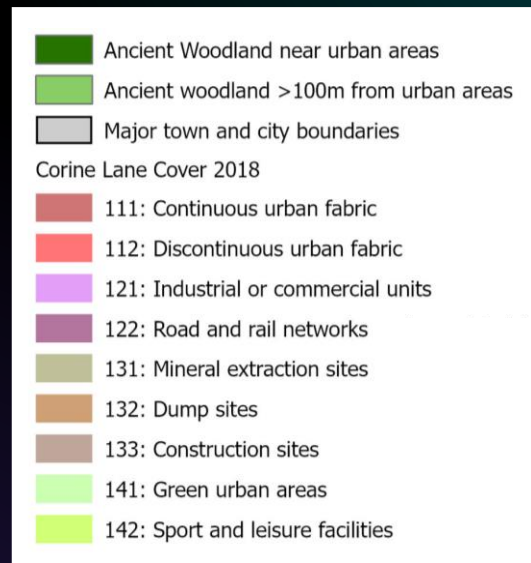 Ancient Woodland near urban areas
Ancient woodland >100m from urban areas
Major town and city boundaries
Corine Lane Cover 2018
111: Continuous urban fabric
112: Discontinuous urban fabric
121: Industrial or commercial units
122: Road and rail networks
131: Mineral extraction sites
132: Dump sites
133: Construction sites
141: Green urban areas
142: Sport and leisure facilities